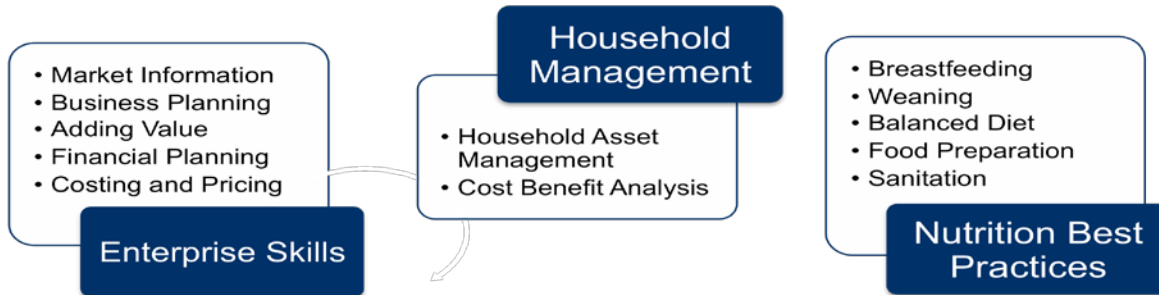 • Market Information
• Business Planning
• Adding Value
• Financial Planning
• Costing and Pricing
Enterprise Skills
Household
Management
• Household Asset
Management
• Cost Benefit Analysis
• Breastfeeding
• Weaning
• Balanced Diet
• Food Preparation
• Sanitation
Nutrition Best
Practices